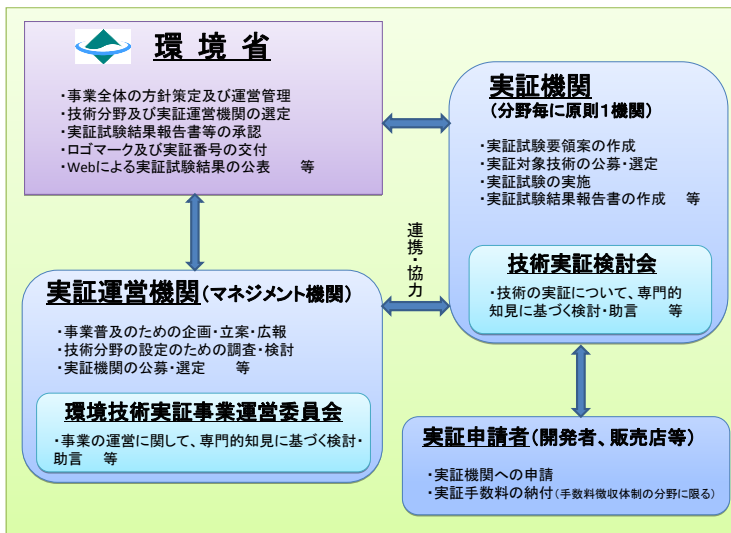 環境省
・事業全体の方針策定及び運営管理
・技術分野及び実証運営機関の選定
・実証試験結果報告書等の承認
・ロゴマーク及び実証番号の交付
・Webによる実証試験結果の公表　等
実証機関
(分野毎に原則1機関)
・実証試験要領案の作成
・実証対象技術の公募・選定
・実証試験の実施
・実証試験結果報告書の作成　等
技術実証検討会
・技術の実証について、専門的
知見に基づく検討・助言　等
連携・協力
実証運営機関(マネジメント機関)
・事業普及のための企画・立案・広報
・技術分野の設定のための調査・検討
・実証機関の公募・選定　等
環境技術実証事業運営委員会
・事業の運営に関して、専門的知見に基づく検討・
助言　等
実証申請者(開発者、販売店等)
・実証機関への申請
・実証手数料の納付(手数料徴収体制の分野に限る)